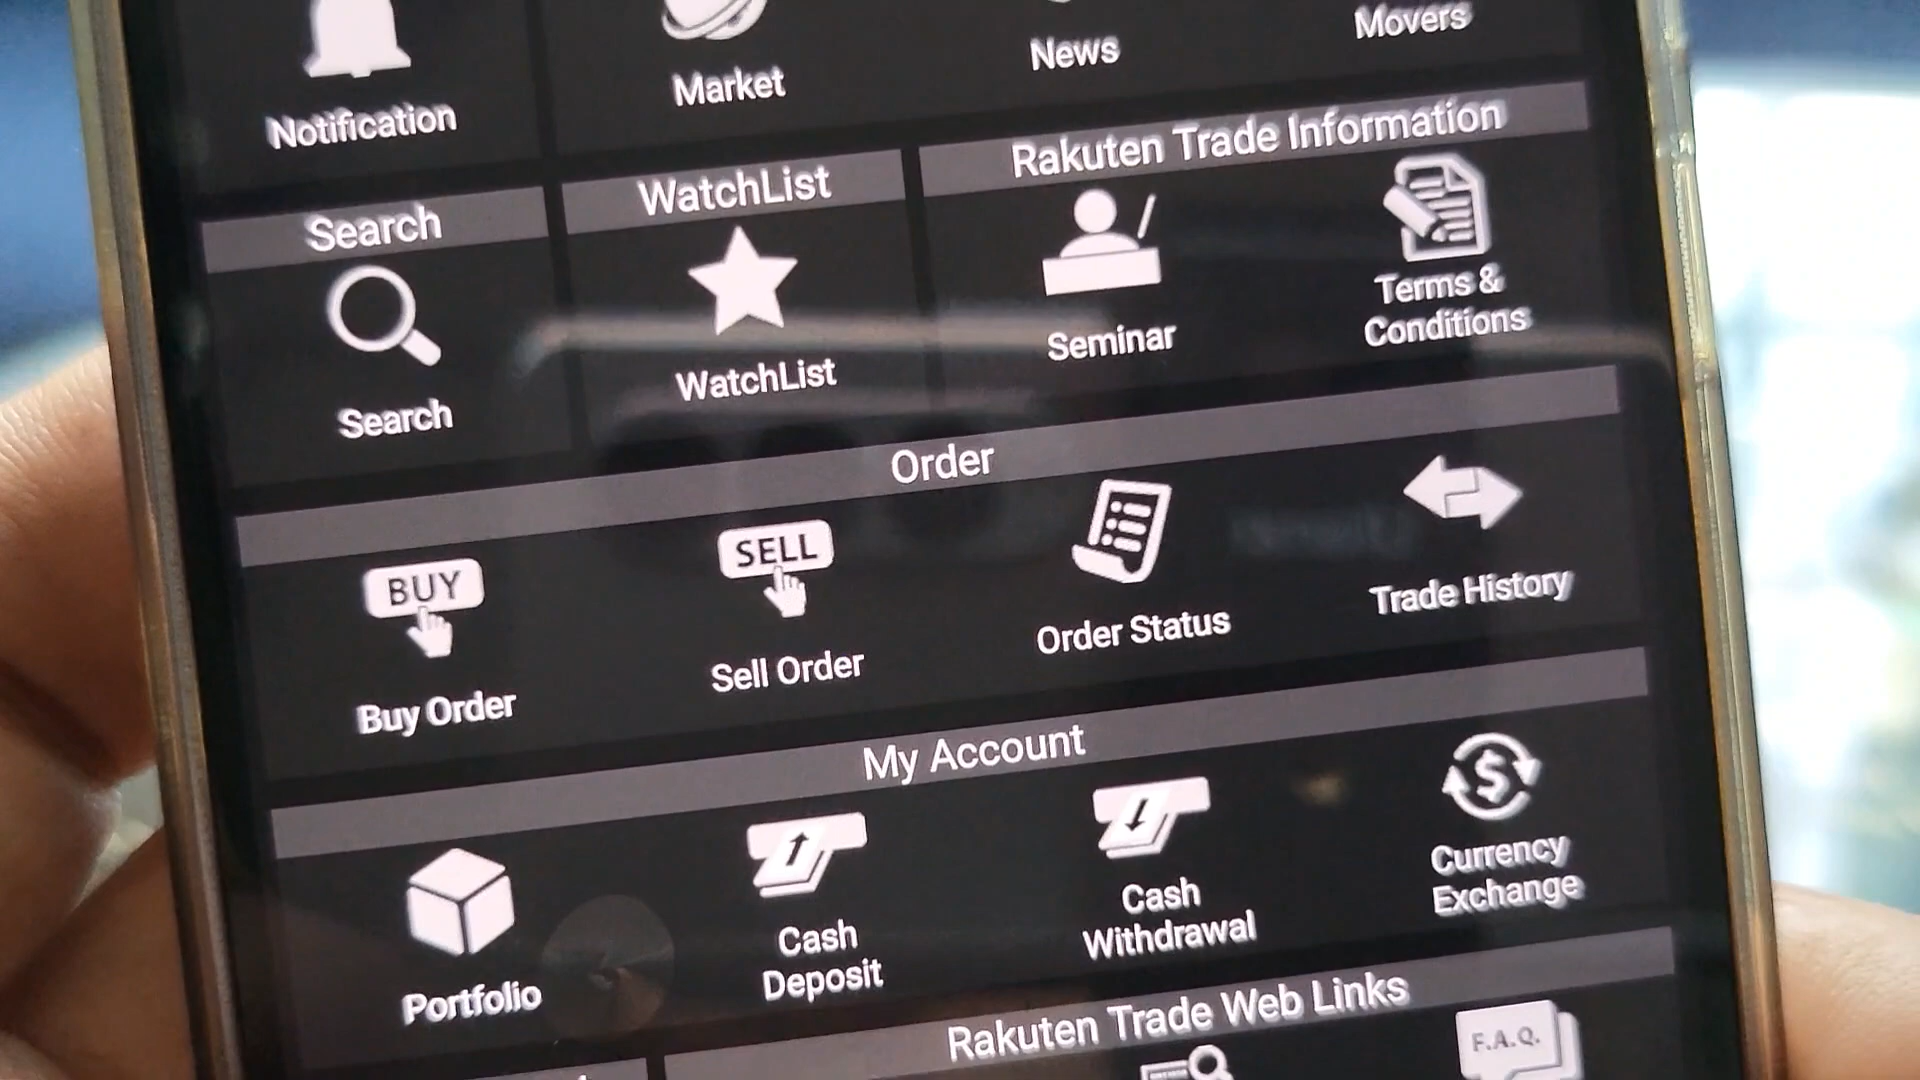 Notification
Market
News
Movers
Search
WatchList
Rakuten Trade Information
Search
WatchList
Seminar
Terms &
Conditions
Order
BUY
SELL
Buy Order
Sell Order
Order Status
Trade History
My Account
Portfolio
Cash
Deposit
Cash
Withdrawal
Currency
Exchange
Rakuten Trade Web Links
F.A.Q.